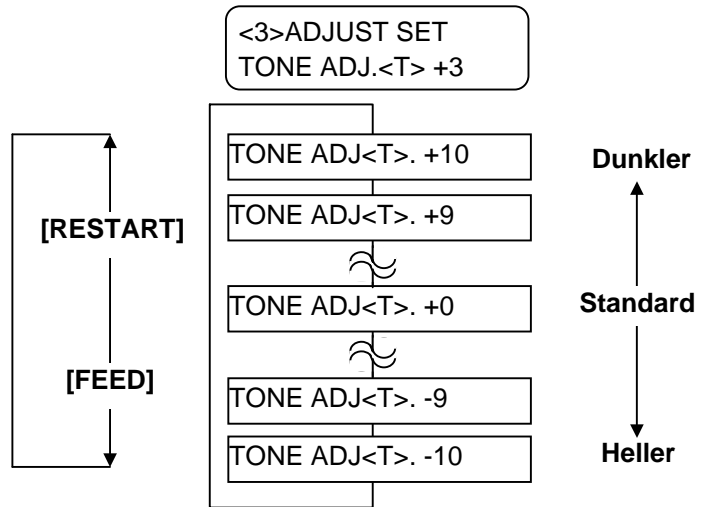 <3>ADJUST SET
TONE ADJ.<T> +3
TONE ADJ<T>. +10
Dunkler
TONE ADJ<T>. +9
[RESTART]
TONE ADJ<T>. +0
Standard
[FEED]
TONE ADJ<T>. -9
TONE ADJ<T>. -10
Heller